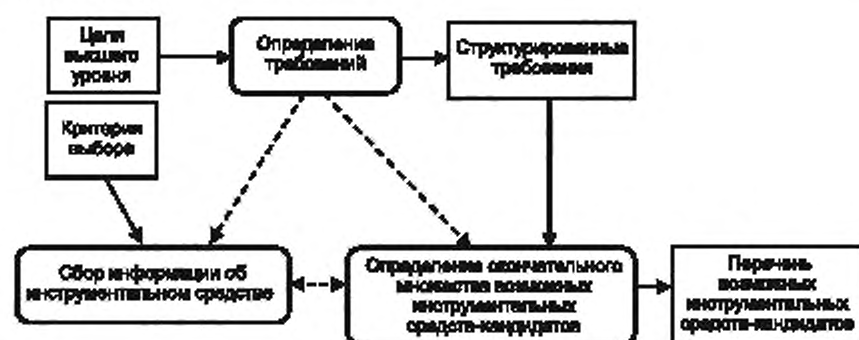 Цели
высшего
уровня
Определение
требований
Структурированные
требования
Критерии
выбора
Сбор информации об
инструментальном средстве
Определение окончательного
множества возможных
инструментальных
средств-кандидатов
Перечень
возможных
инструментальных
средств-кандидатов